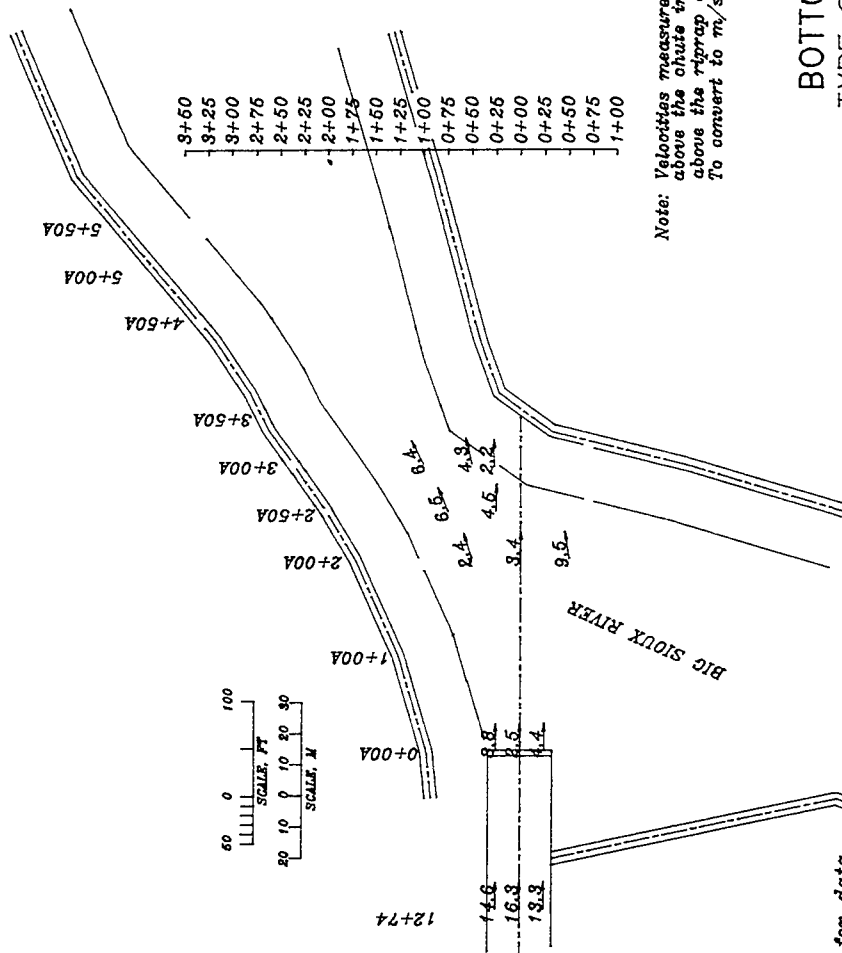 3+50
3+25
3+00
2+75
2+50
2+25
2+00
1+75
1+50
1+25
1+00
0+75
0+50
0+25
0+00
0+25
0+50
0+75
1+00
5+50A
5+00A
4+50A
3+50A
3+00A
2+50A
2+00A
1+00A
0+00A
12+74
50 0 100
SCALE, FT
20 10 0 10 20 30
SCALE, M
6.4
4.3
2.2
6.5
4.5
2.4
3.4
9.5
2.5
4.4
14.6
16.3
13.3
BIG SIOUX RIVER
Note: Velocities measure
above the chute in
above the riprap
To convert to m/s
BOTTO
TYPE